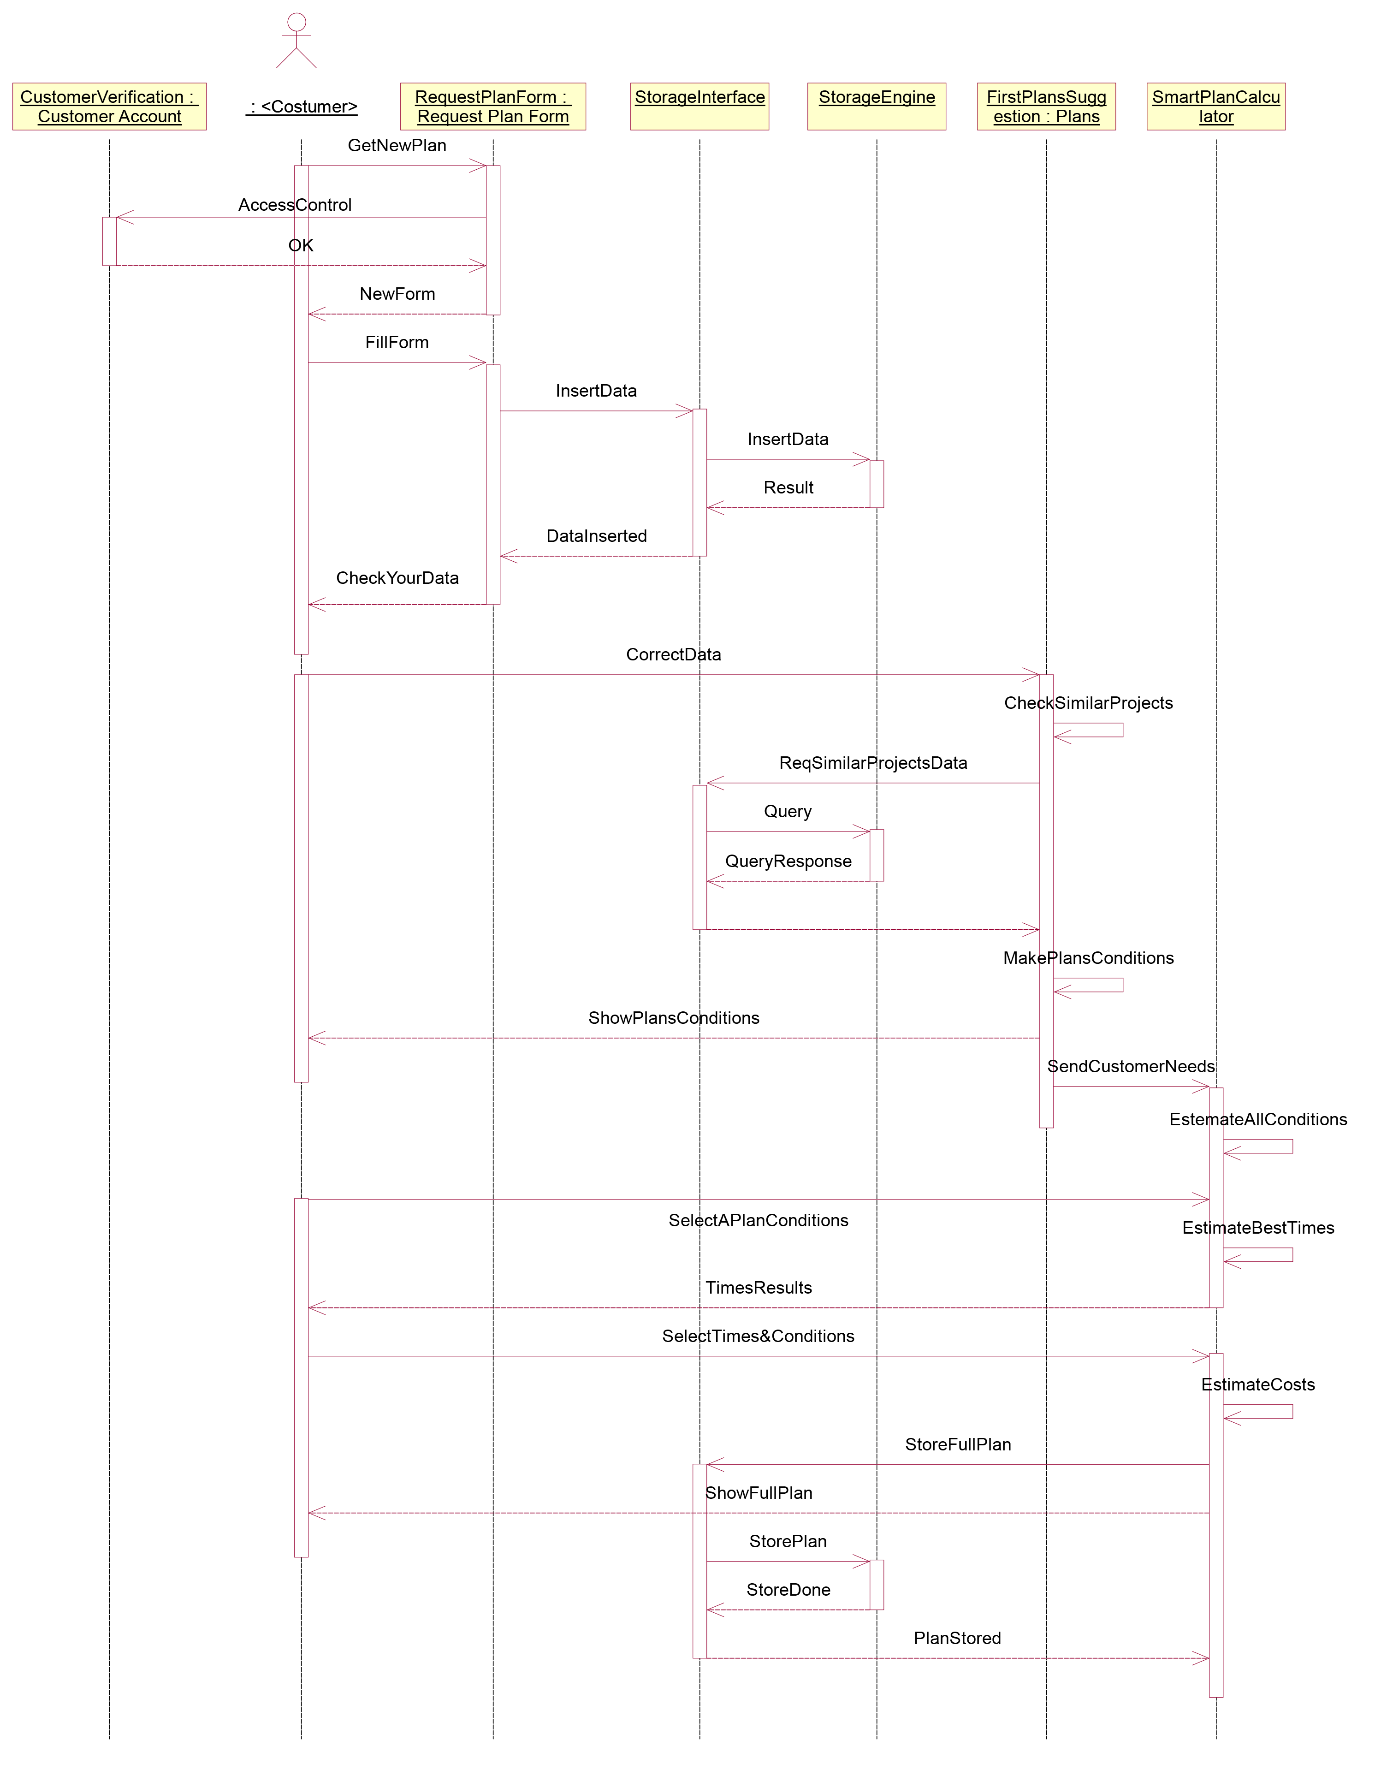 CustomerVerification :
Customer Account
: <Costumer>
RequestPlanForm :
Request Plan Form
StorageInterface
StorageEngine
FirstPlansSugg
estion : Plans
SmartPlanCalcu
lator
GetNewPlan
AccessControl
OK
NewForm
FillForm
InsertData
InsertData
Result
DataInserted
CheckYourData
CorrectData
CheckSimilarProjects
ReqSimilarProjectsData
Query
QueryResponse
MakePlansConditions
ShowPlansConditions
SendCustomerNeeds
EstemateAllConditions
SelectAPlanConditions
EstimateBestTimes
TimesResults
SelectTimes&Conditions
EstimateCosts
StoreFullPlan
ShowFullPlan
StorePlan
StoreDone
PlanStored